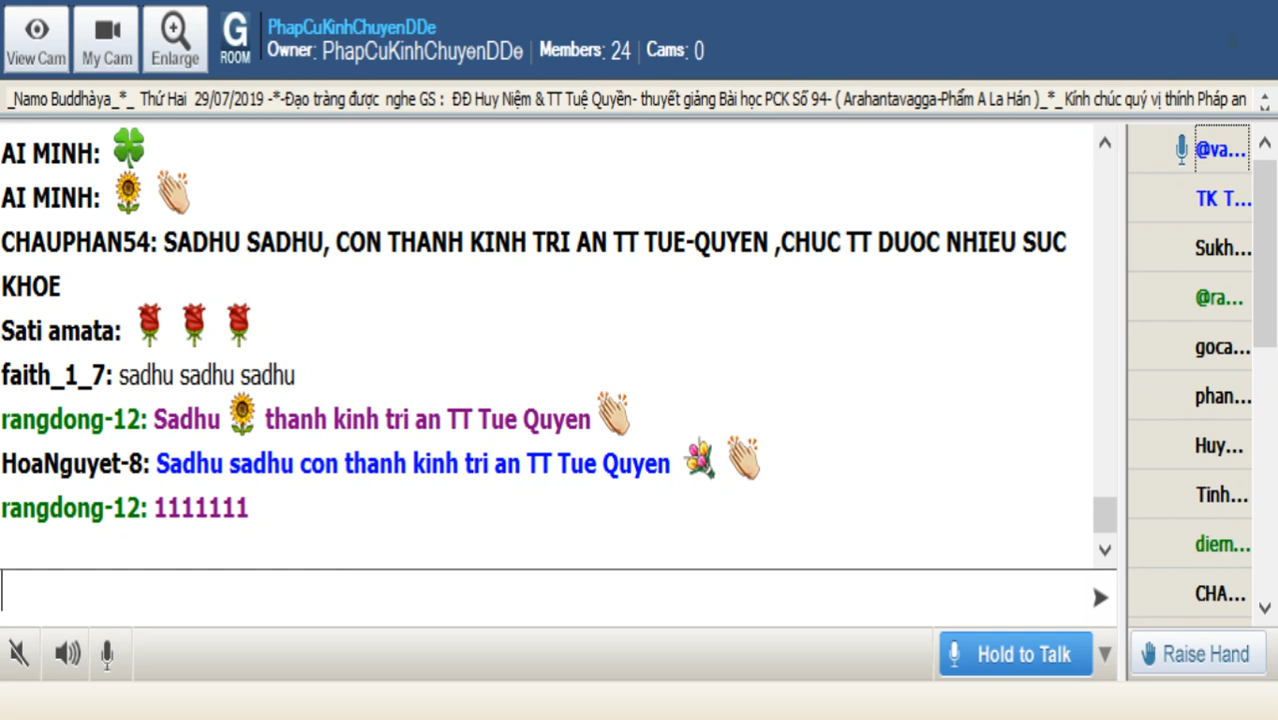 View Cam
My Cam
Enlarge
G
ROOM
PhapCuKinhChuyenDDe
Owner: PhapCuKinhChuyenDDe | Members: 24 | Cams: 0
_Namo Buddhàya_*_ Thứ Hai 29/07/2019 -*-Đạo tràng được nghe GS : ĐĐ Huy Niệm & TT Tuệ Quyền- thuyết giảng Bài học PCK Số 94- ( Arahantavagga-Phẩm A La Hán )_*_ Kính chúc quý vị thính Pháp an
AI MINH:
AI MINH:
CHAUPHAN54: SADHU SADHU, CON THANH KINH TRI AN TT TUE-QUYEN ,CHUC TT DUOC NHIEU SUC
KHOE
Sati amata:
faith_1_7: sadhu sadhu sadhu
rangdong-12: Sadhu thanh kinh tri an TT Tue Quyen
HoaNguyet-8: Sadhu sadhu con thanh kinh tri an TT Tue Quyen
rangdong-12: 1111111
@va...
TK T...
Sukh...
@ra...
goca...
phan...
Huy...
Tinh...
diem...
CHA...
Hold to Talk
Raise Hand